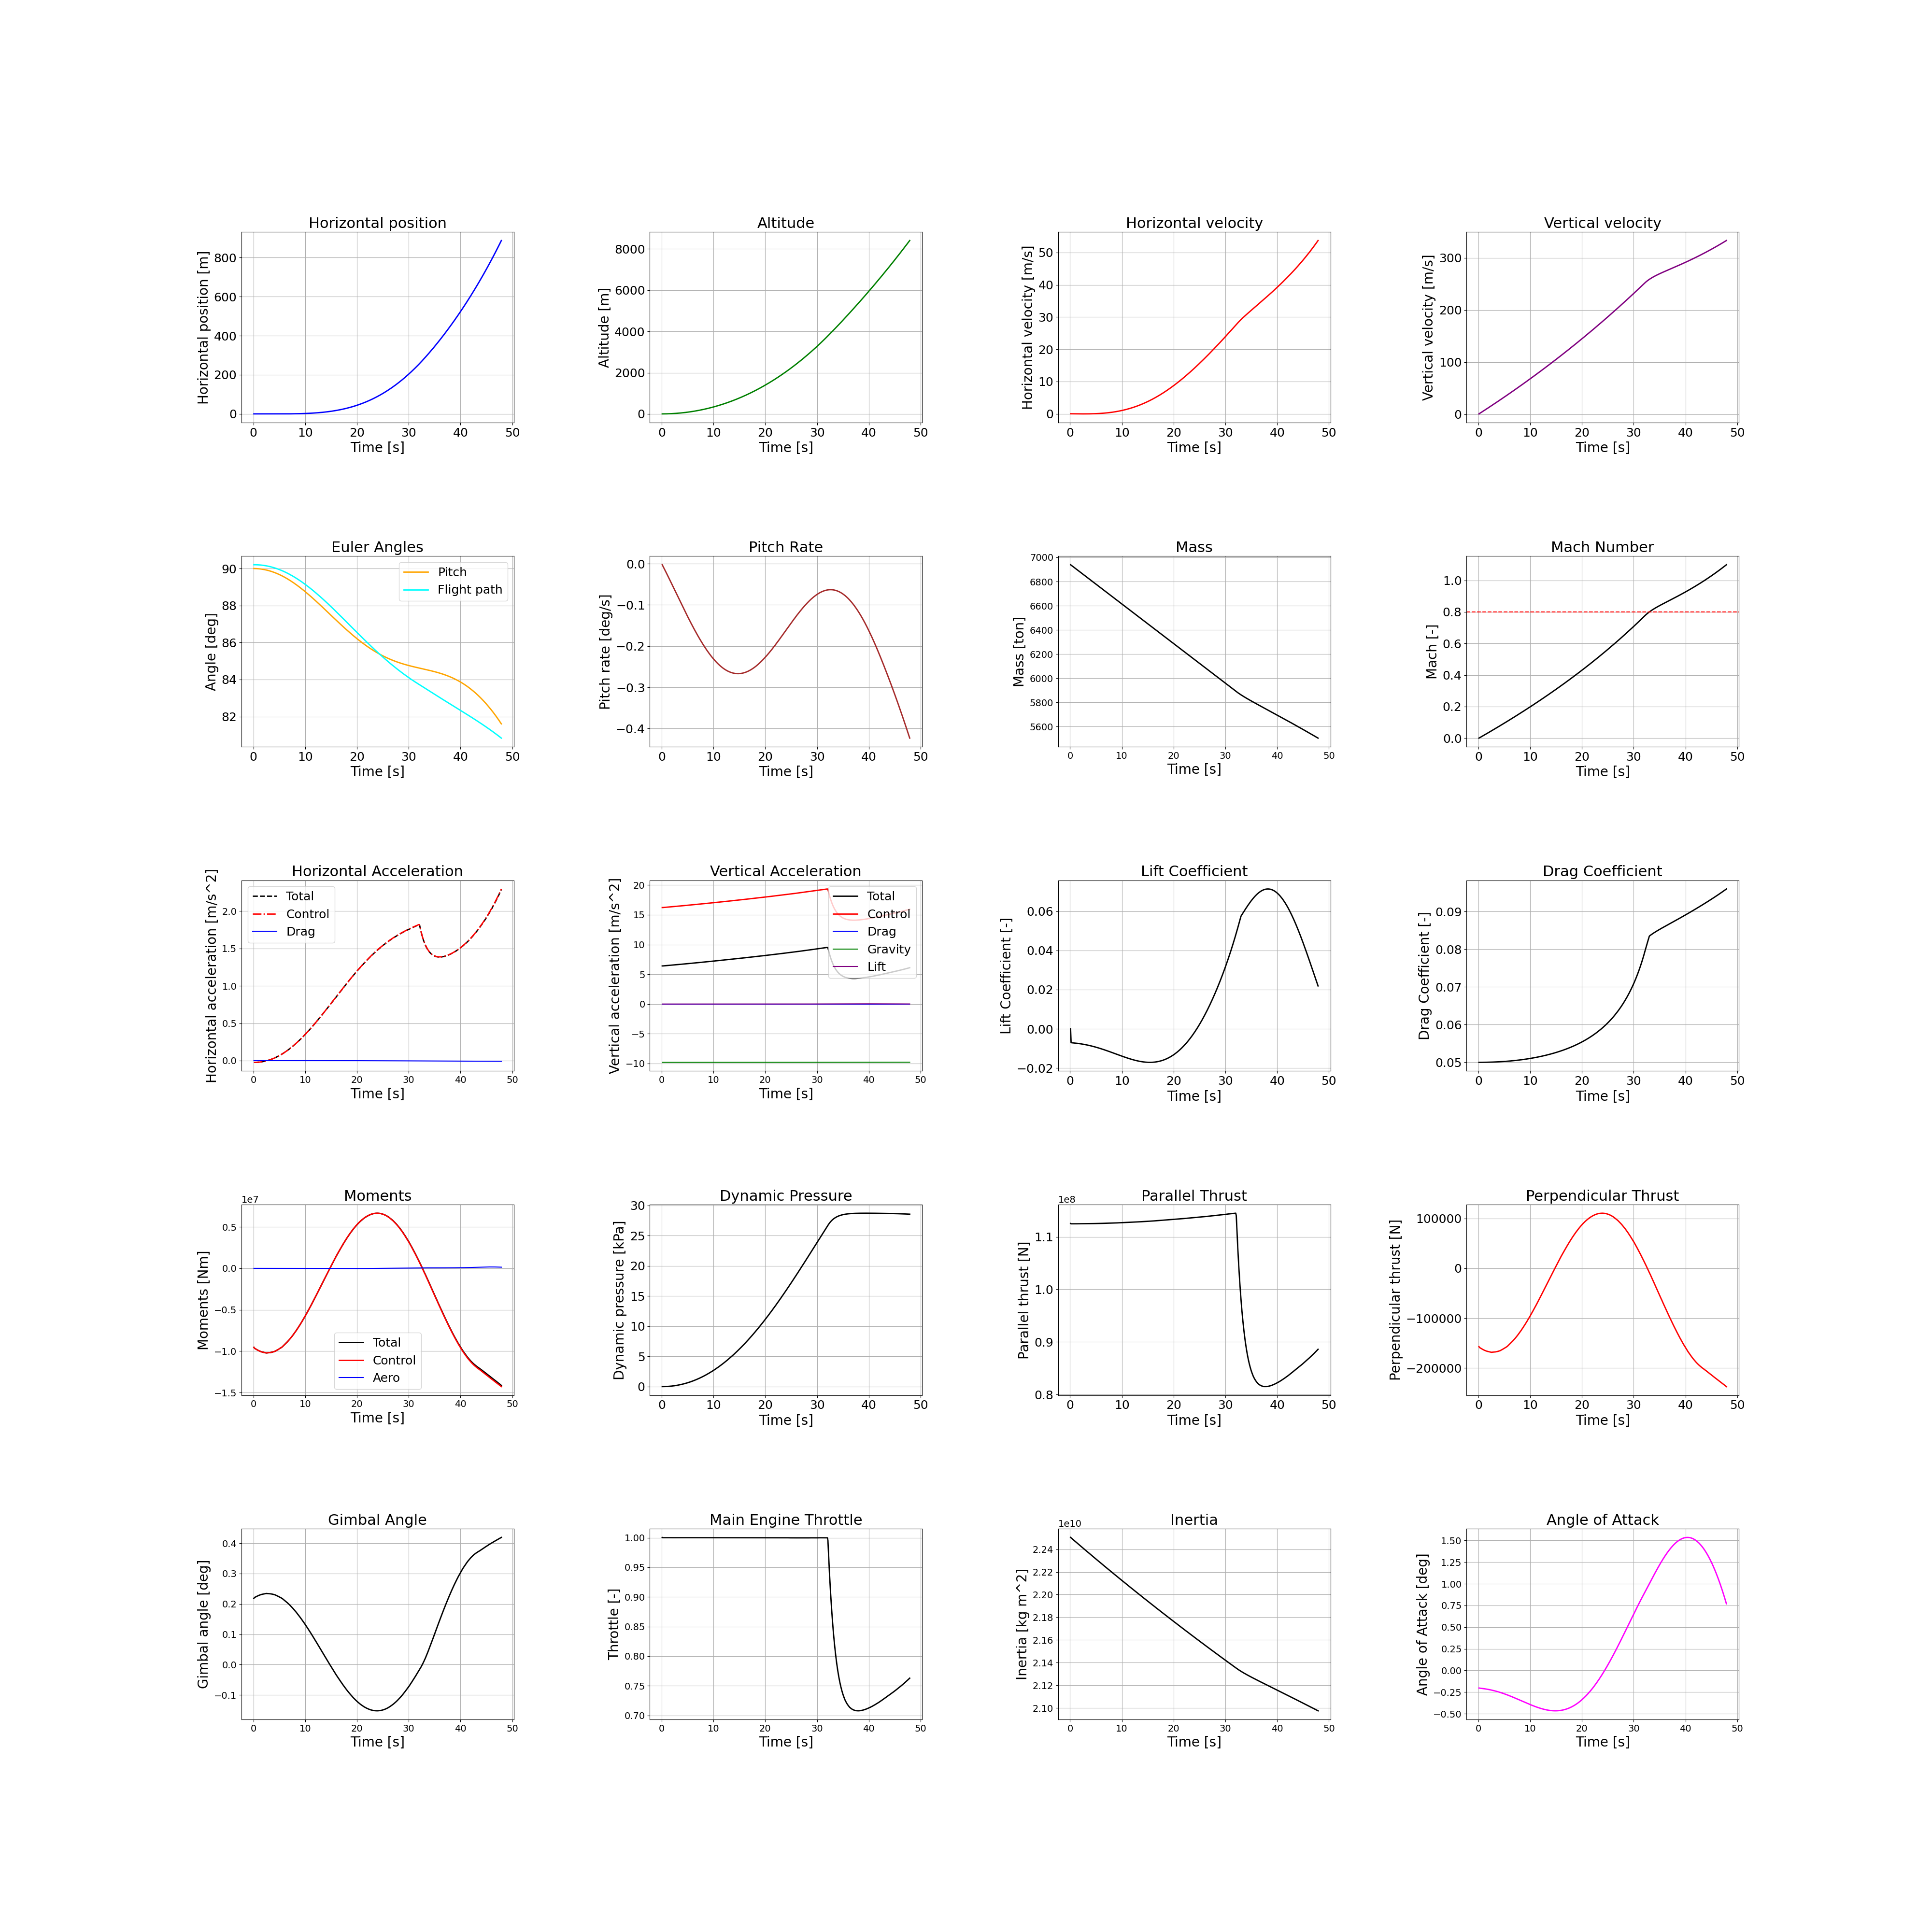 Horizontal position
Horizontal position [m]
800
600
400
200
0
0 10 20 30 40 50
Time [s]
Altitude
Altitude [m]
8000
6000
4000
2000
0
0 10 20 30 40 50
Time [s]
Horizontal velocity
Horizontal velocity [m/s]
50
40
30
20
10
0
0 10 20 30 40 50
Time [s]
Vertical velocity
Vertical velocity [m/s]
300
200
100
0
0 10 20 30 40 50
Time [s]
Euler Angles
Angle [deg]
90
88
86
84
82
Pitch
Flight path
0 10 20 30 40 50
Time [s]
Pitch Rate
Pitch rate [deg/s]
0.0
−0.1
−0.2
−0.3
−0.4
0 10 20 30 40 50
Time [s]
Mass
Mass [ton]
7000
6800
6600
6400
6200
6000
5800
5600
0 10 20 30 40 50
Time [s]
Mach Number
Mach [-]
1.0
0.8
0.6
0.4
0.2
0.0
0 10 20 30 40 50
Time [s]
Horizontal Acceleration
Horizontal acceleration [m/s^2]
2.0
1.5
1.0
0.5
0.0
Total
Control
Drag
0 10 20 30 40 50
Time [s]
Vertical Acceleration
Vertical acceleration [m/s^2]
20
15
10
5
0
−5
−10
Total
Control
Drag
Gravity
Lift
0 10 20 30 40 50
Time [s]
Lift Coefficient
Lift Coefficient [-]
0.06
0.04
0.02
0.00
−0.02
0 10 20 30 40 50
Time [s]
Drag Coefficient
Drag Coefficient [-]
0.09
0.08
0.07
0.06
0.05
0 10 20 30 40 50
Time [s]
Moments
1e7
Moments [Nm]
0.5
0.0
−0.5
−1.0
−1.5
Total
Control
Aero
0 10 20 30 40 50
Time [s]
Dynamic Pressure
Dynamic pressure [kPa]
30
25
20
15
10
5
0
0 10 20 30 40 50
Time [s]
Parallel Thrust
1e8
Parallel thrust [N]
1.1
1.0
0.9
0.8
0 10 20 30 40 50
Time [s]
Perpendicular Thrust
Perpendicular thrust [N]
100000
0
−100000
−200000
0 10 20 30 40 50
Time [s]
Gimbal Angle
Gimbal angle [deg]
0.4
0.3
0.2
0.1
0.0
−0.1
0 10 20 30 40 50
Time [s]
Main Engine Throttle
Throttle [-]
1.00
0.95
0.90
0.85
0.80
0.75
0.70
0 10 20 30 40 50
Time [s]
Inertia
1e10
Inertia [kg m^2]
2.24
2.22
2.20
2.18
2.16
2.14
2.12
2.10
0 10 20 30 40 50
Time [s]
Angle of Attack
Angle of Attack [deg]
1.50
1.25
1.00
0.75
0.50
0.25
0.00
−0.25
−0.50
0 10 20 30 40 50
Time [s]